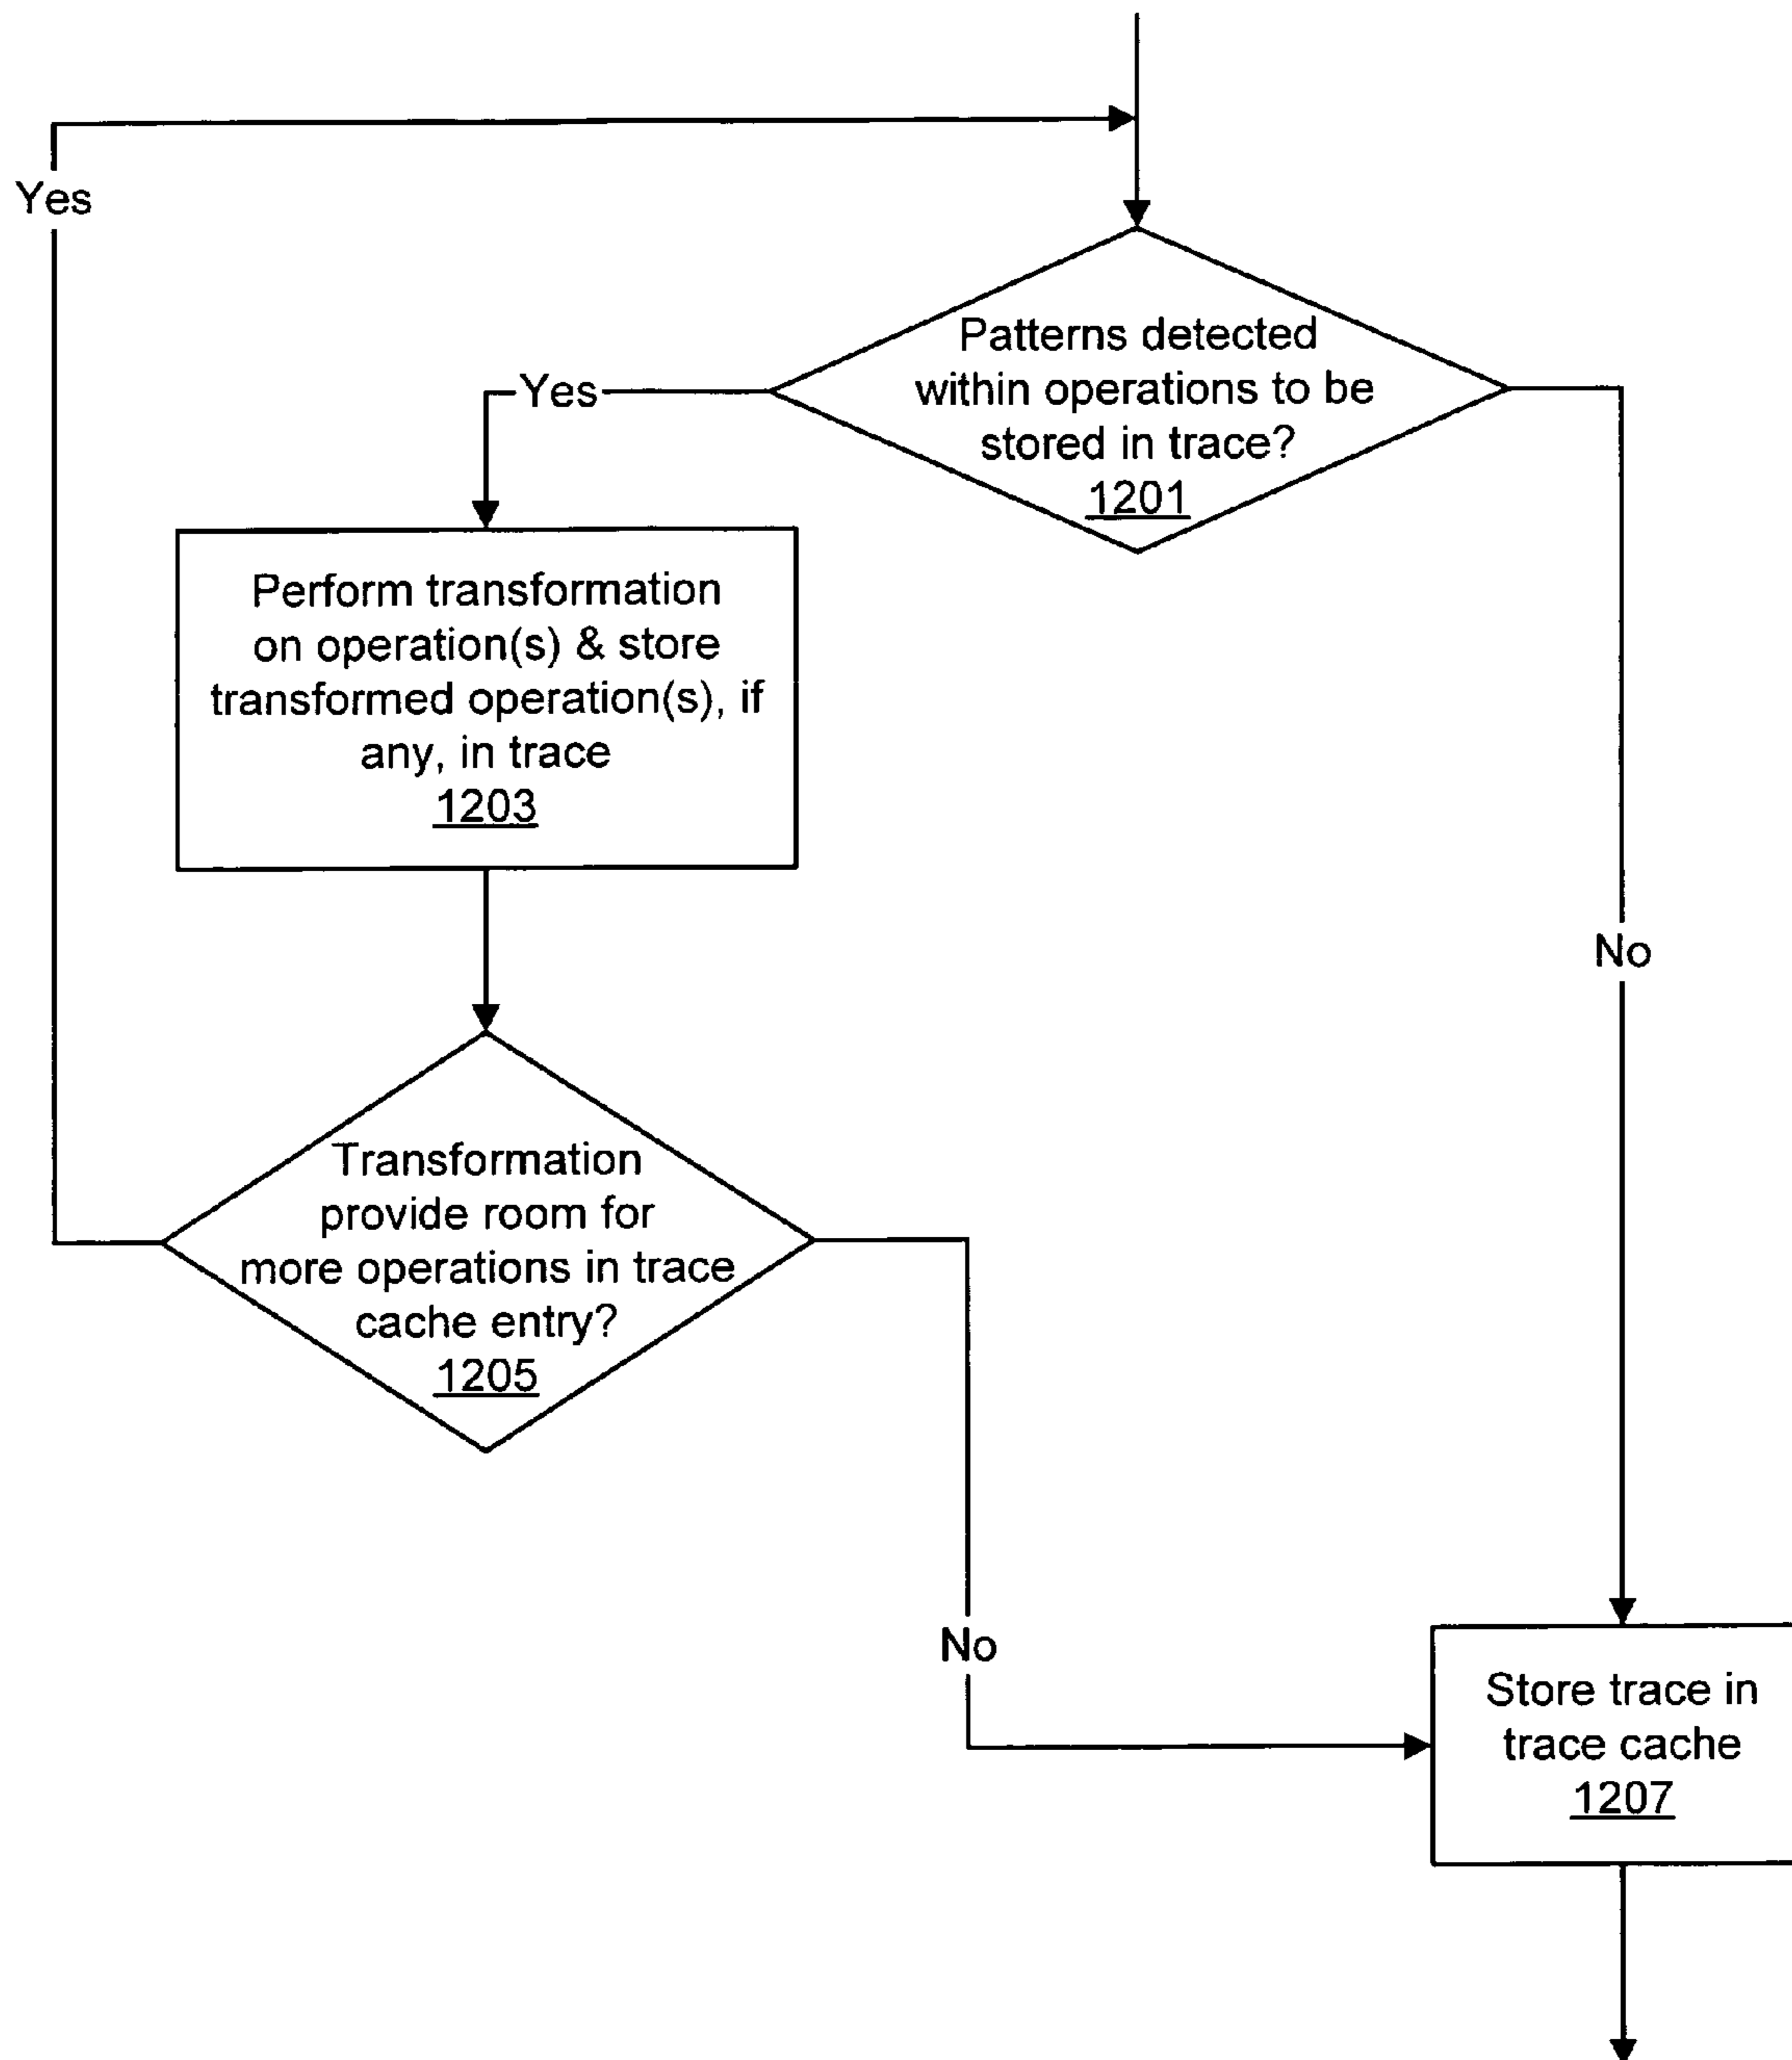 Yes
Patterns detected
within operations to be
stored in trace?
1201
Yes
Perform transformation
on operation(s) & store
transformed operation(s), if
any, in trace
1203
No
Transformation
provide room for
more operations in trace
cache entry?
1205
No
Store trace in
trace cache
1207